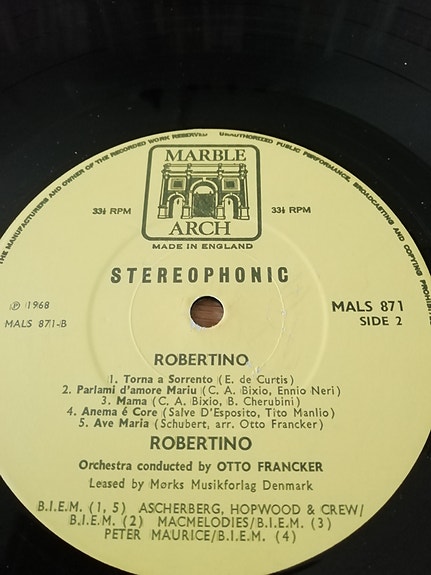 THE MANUFACTURERS AND OWNER OF THE RECORDED WORK RESERVED UNAUTHORIZED PUBLIC PERFORMANCE, BROADCASTING AND COPYING PROHIBITED
MARBLE
ARCH
33⅓ RPM 33⅓ RPM
MADE IN ENGLAND
STEREOPHONIC
℗ 1968
MALS 871-B
MALS 871
SIDE 2
ROBERTINO
1. Torna a Sorrento (E. de Curtis)
2. Parlami d'amore Mariu (C. A. Bixio, Ennio Neri)
3. Mama (C. A. Bixio, B. Cherubini)
4. Anema é Core (Salve D'Esposito, Tito Manlio)
5. Ave Maria (Schubert, arr. Otto Francker)
ROBERTINO
Orchestra conducted by OTTO FRANCKER
Leased by Mørks Musikforlag Denmark
B.I.E.M. (1, 5) ASCHERBERG, HOPWOOD & CREW/
B.I.E.M. (2) MACMELODIES/B.I.E.M. (3)
PETER MAURICE/B.I.E.M. (4)